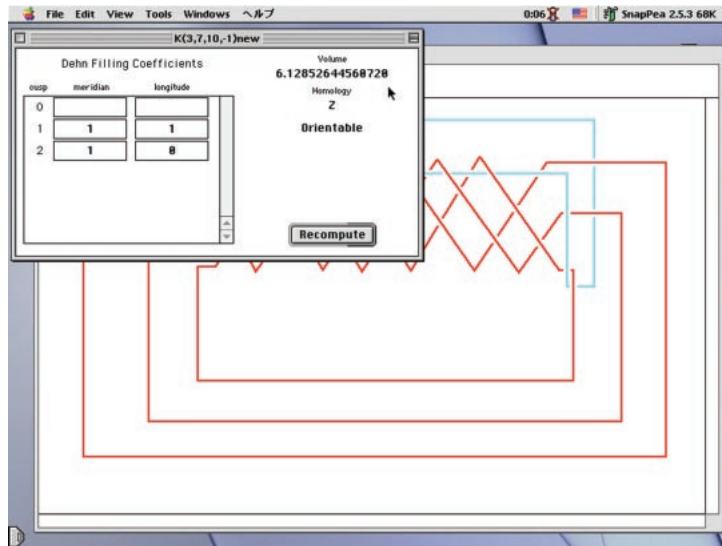 File Edit View Tools Windows ヘルプ 0:06 SnapPea 2.5.3 68K
K(3,7,10,-1)new
Dehn Filling Coefficients
cusp meridian longitude
0
1 1 1
2 1 0
Volume
6.12852644560720
Homology
Z
Orientable
Recompute